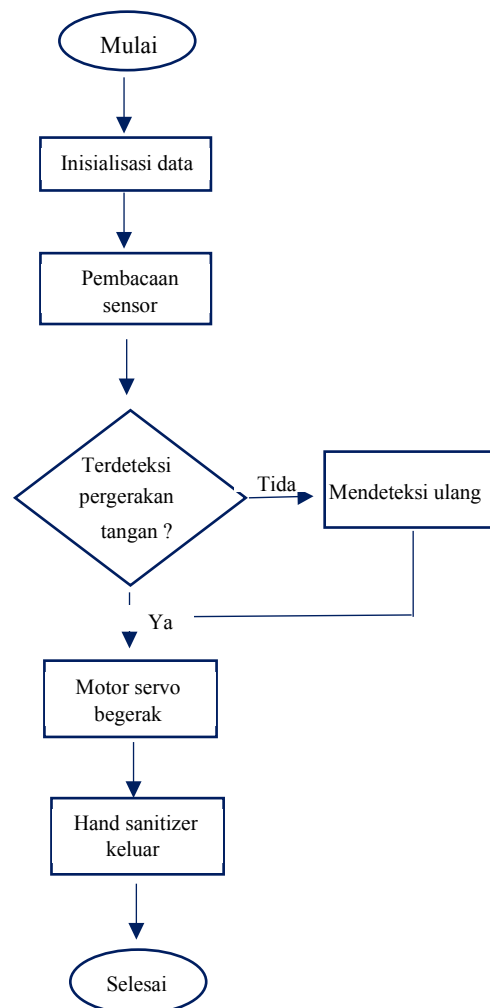 Mulai
Inisialisasi data
Pembacaan
sensor
Terdeteksi
pergerakan
tangan ?
Tida
Mendeteksi ulang
Ya
Motor servo
begerak
Hand sanitizer
keluar
Selesai